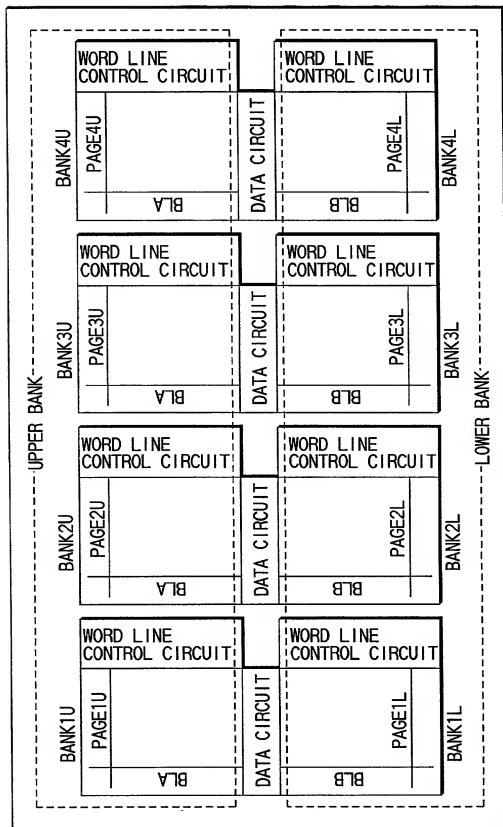 UPPER BANK
LOWER BANK
BANK4U
WORD LINE
CONTROL CIRCUIT
PAGE4U
BLA
DATA CIRCUIT
WORD LINE
CONTROL CIRCUIT
PAGE4L
BLB
BANK4L
BANK3U
WORD LINE
CONTROL CIRCUIT
PAGE3U
BLA
DATA CIRCUIT
WORD LINE
CONTROL CIRCUIT
PAGE3L
BLB
BANK3L
BANK2U
WORD LINE
CONTROL CIRCUIT
PAGE2U
BLA
DATA CIRCUIT
WORD LINE
CONTROL CIRCUIT
PAGE2L
BLB
BANK2L
BANK1U
WORD LINE
CONTROL CIRCUIT
PAGE1U
BLA
DATA CIRCUIT
WORD LINE
CONTROL CIRCUIT
PAGE1L
BLB
BANK1L